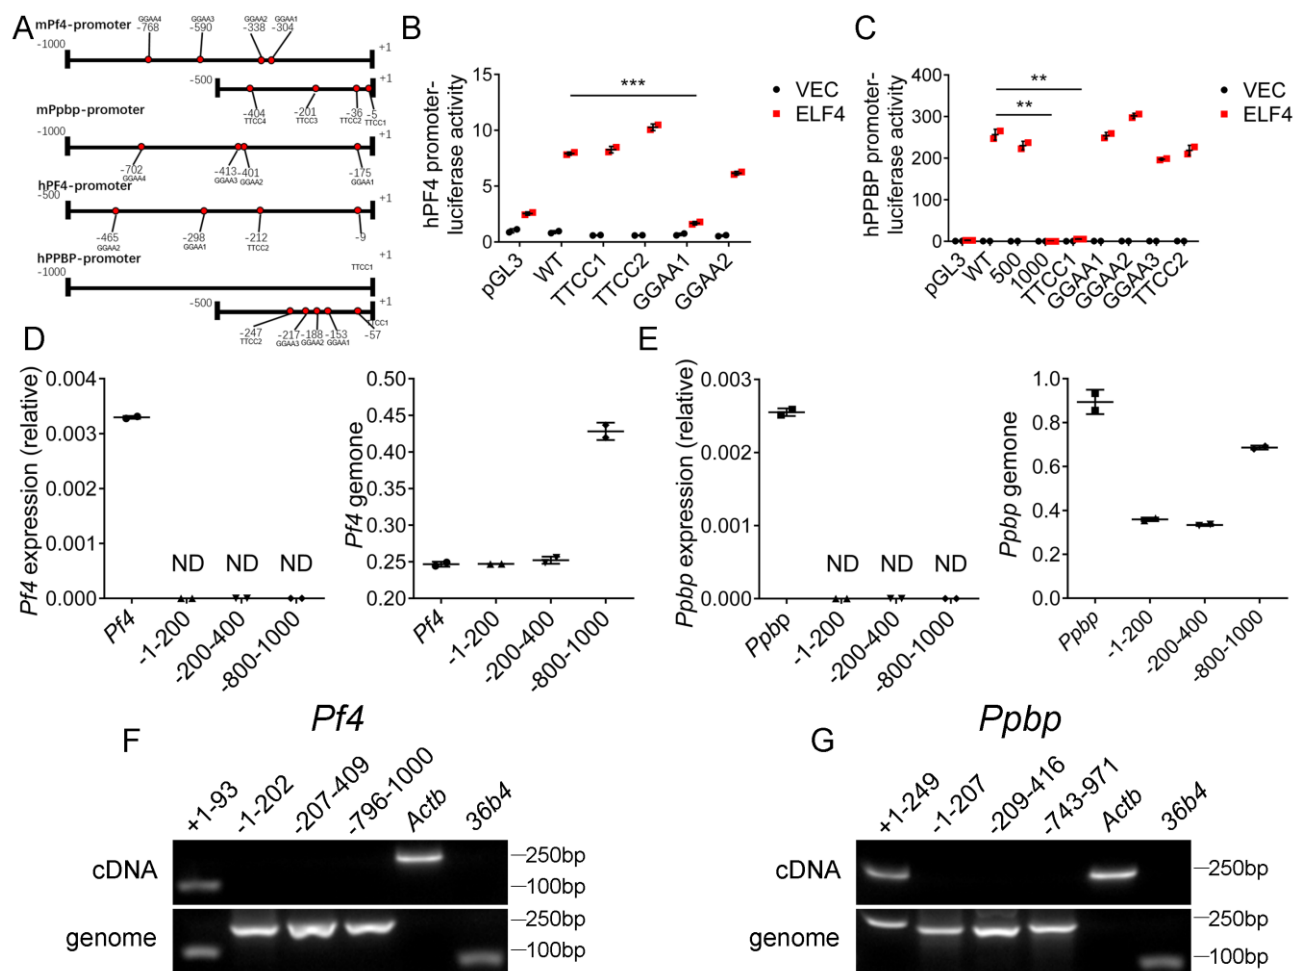 A
mPf4-promoter
GGAA4 GGAA3 GGAA2 GGAA1
-768 -590 -338 -304
-1000 +1
-500 +1
-404 -201 -36 -5
TTCC4 TTCC3 TTCC2 TTCC1
mPpbp-promoter
-1000 +1
-702 -413 -401 -175
GGAA4 GGAA3 GGAA2 GGAA1
hPF4-promoter
-500 +1
-465 -298 -212 -9
GGAA2 GGAA1 TTCC2
TTCC1
hPPBP-promoter
-1000 +1
-500 +1
-247 -217 -188 -153 -57
TTCC2 GGAA3 GGAA2 GGAA1 TTCC1
B
hPF4 promoter-
luciferase activity
15
10
5
0
***
VEC
ELF4
pGL3 WT TTCC1 TTCC2 GGAA1 GGAA2
C
hPPBP promoter-
luciferase activity
400
300
200
100
0
**
**
VEC
ELF4
pGL3 WT 500 1000 TTCC1 GGAA1 GGAA2 GGAA3 TTCC2
D
Pf4 expression (relative)
0.004
0.003
0.002
0.001
0.000
ND ND ND
Pf4 -1-200 -200-400 -800-1000
Pf4 gemone
0.50
0.45
0.40
0.35
0.30
0.25
0.20
Pf4 -1-200 -200-400 -800-1000
E
Ppbp expression (relative)
0.003
0.002
0.001
0.000
ND ND ND
Ppbp -1-200 -200-400 -800-1000
Ppbp gemone
1.0
0.8
0.6
0.4
0.2
0.0
Ppbp -1-200 -200-400 -800-1000
F
Pf4
+1-93 -1-202 -207-409 -796-1000 Actb 36b4
cDNA
250bp
100bp
genome
250bp
100bp
G
Ppbp
+1-249 -1-207 -209-416 -743-971 Actb 36b4
cDNA
250bp
genome
250bp
100bp